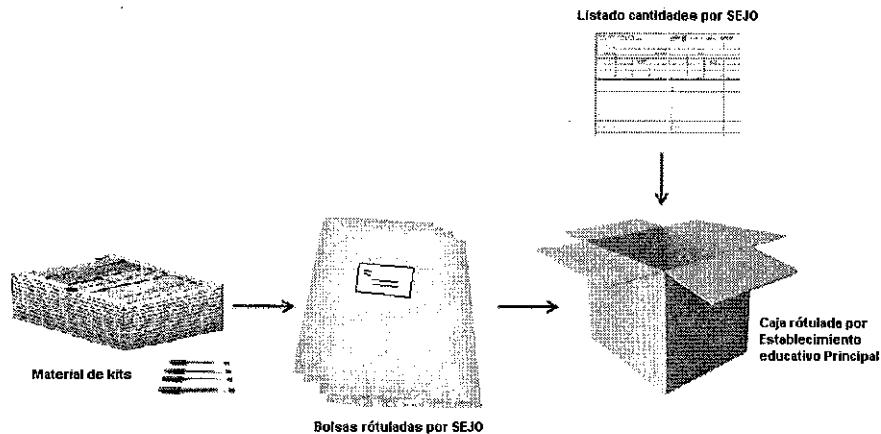 Listado cantidades por SEJO
Material de kits
Bolsas rótuladas por SEJO
Caja rótulada por
Establecimiento
educativo Principal